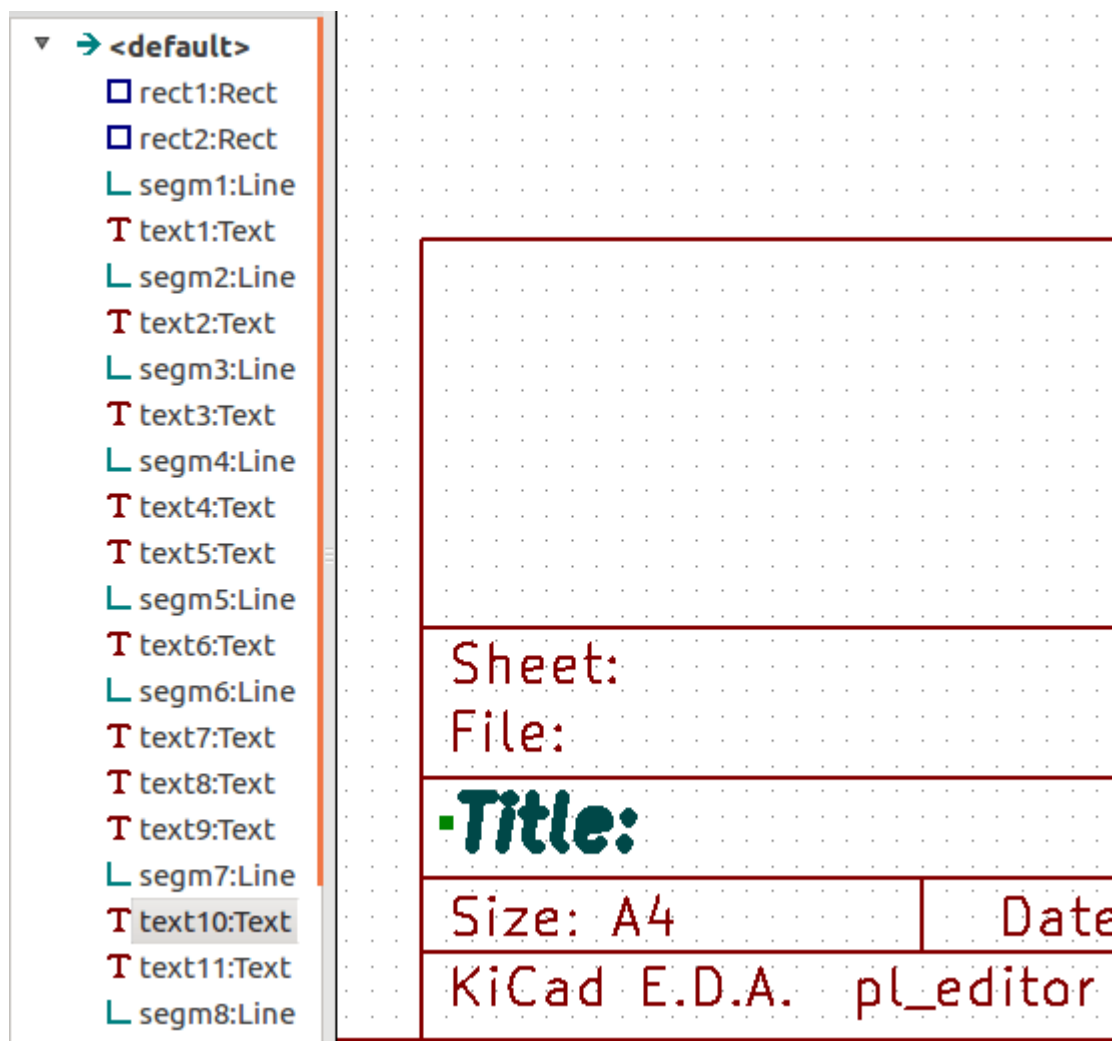 <default>
rect1:Rect
rect2:Rect
segm1:Line
text1:Text
segm2:Line
text2:Text
segm3:Line
text3:Text
segm4:Line
text4:Text
text5:Text
segm5:Line
text6:Text
segm6:Line
text7:Text
text8:Text
text9:Text
segm7:Line
text10:Text
text11:Text
segm8:Line
Sheet:
File:
Title:
Size: A4 Date
KiCad E.D.A. pl_editor